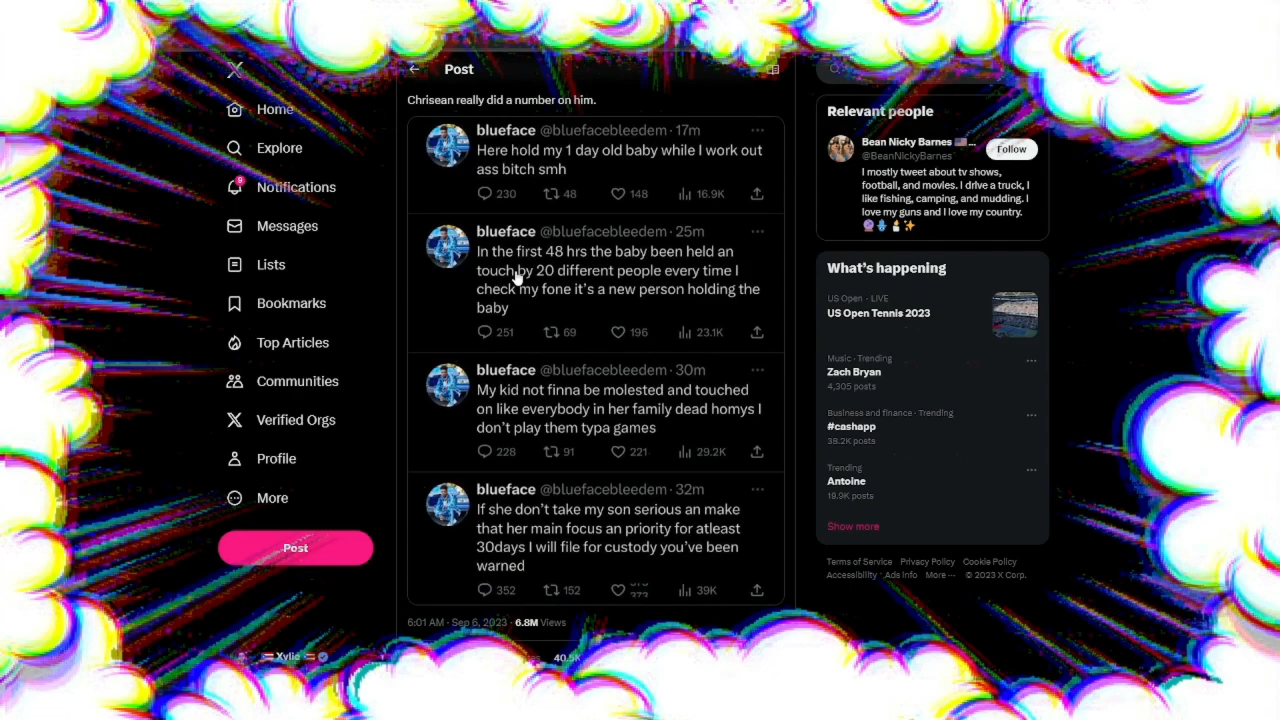 Home
Explore
9
Notifications
Messages
Lists
Bookmarks
Top Articles
Communities
Verified Orgs
Profile
More
Post
Xylie
Post
Chrisean really did a number on him.
blueface @bluefacebleedem · 17m
Here hold my 1 day old baby while I work out
ass bitch smh
230 48 148 16.9K
blueface @bluefacebleedem · 25m
In the first 48 hrs the baby been held an
touch by 20 different people every time I
check my fone it's a new person holding the
baby
251 69 196 23.1K
blueface @bluefacebleedem · 30m
My kid not finna be molested and touched
on like everybody in her family dead homys I
don't play them typa games
228 91 221 29.2K
blueface @bluefacebleedem · 32m
If she don't take my son serious an make
that her main focus an priority for atleast
30days I will file for custody you've been
warned
352 152 39K
6:01 AM · Sep 6, 2023 · 6.8M Views
Relevant people
Bean Nicky Barnes ...
@BeanNickyBarnes
Follow
I mostly tweet about tv shows,
football, and movies. I drive a truck, I
like fishing, camping, and mudding. I
love my guns and I love my country.
What's happening
US Open · LIVE
US Open Tennis 2023
Music · Trending
Zach Bryan
4,305 posts
Business and finance · Trending
#cashapp
38.2K posts
Trending
Antoine
19.9K posts
Show more
Terms of Service Privacy Policy Cookie Policy
Accessibility Ads info More ··· © 2023 X Corp.